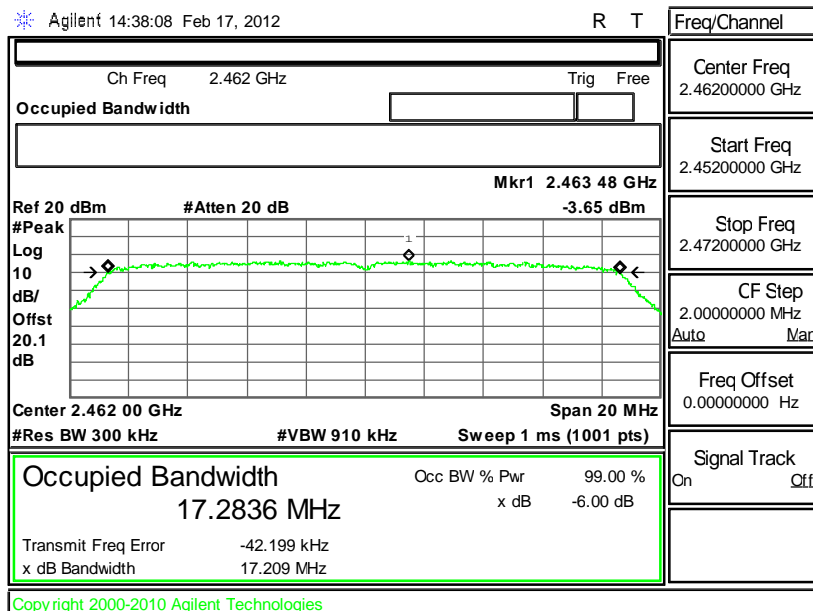 Agilent 14:38:08 Feb 17, 2012 R T
Freq/Channel
Ch Freq 2.462 GHz Trig Free
Occupied Bandwidth
Center Freq
2.46200000 GHz
Start Freq
2.45200000 GHz
Stop Freq
2.47200000 GHz
CF Step
2.00000000 MHz
Auto Man
Freq Offset
0.00000000 Hz
Signal Track
On Off
Mkr1 2.463 48 GHz
Ref 20 dBm #Atten 20 dB -3.65 dBm
#Peak
Log
10
dB/
Offst
20.1
dB
1
Center 2.462 00 GHz Span 20 MHz
#Res BW 300 kHz #VBW 910 kHz Sweep 1 ms (1001 pts)
Occupied Bandwidth
17.2836 MHz
Occ BW % Pwr 99.00 %
x dB -6.00 dB
Transmit Freq Error -42.199 kHz
x dB Bandwidth 17.209 MHz
Copyright 2000-2010 Agilent Technologies